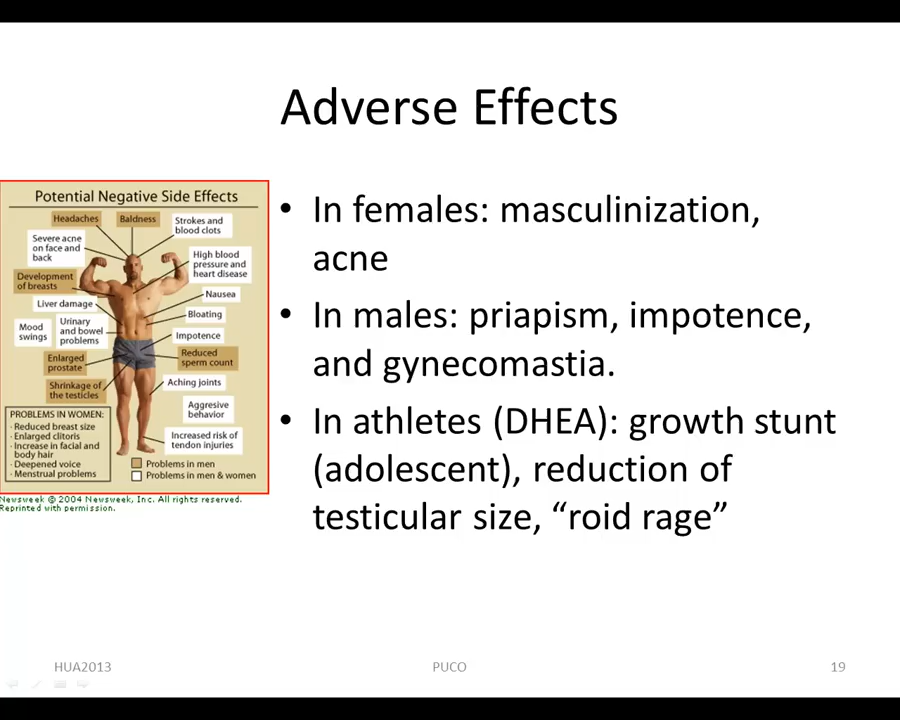 Adverse Effects
Potential Negative Side Effects
Headaches
Baldness
Strokes and
blood clots
Severe acne
on face and
back
High blood
pressure and
heart disease
Development
of breasts
Nausea
Liver damage
Bloating
Mood
swings
Urinary
and bowel
problems
Impotence
Enlarged
prostate
Reduced
sperm count
Shrinkage of
the testicles
Aching joints
Aggresive
behavior
Increased risk of
tendon injuries
PROBLEMS IN WOMEN:
· Reduced breast size
· Enlarged clitoris
· Increase in facial and
body hair
· Deepened voice
· Menstrual problems
Problems in men
Problems in men & women
Newsweek © 2004 Newsweek, Inc. All rights reserved.
Reprinted with permission.
• In females: masculinization,
acne
• In males: priapism, impotence,
and gynecomastia.
• In athletes (DHEA): growth stunt
(adolescent), reduction of
testicular size, “roid rage”
HUA2013
PUCO
19